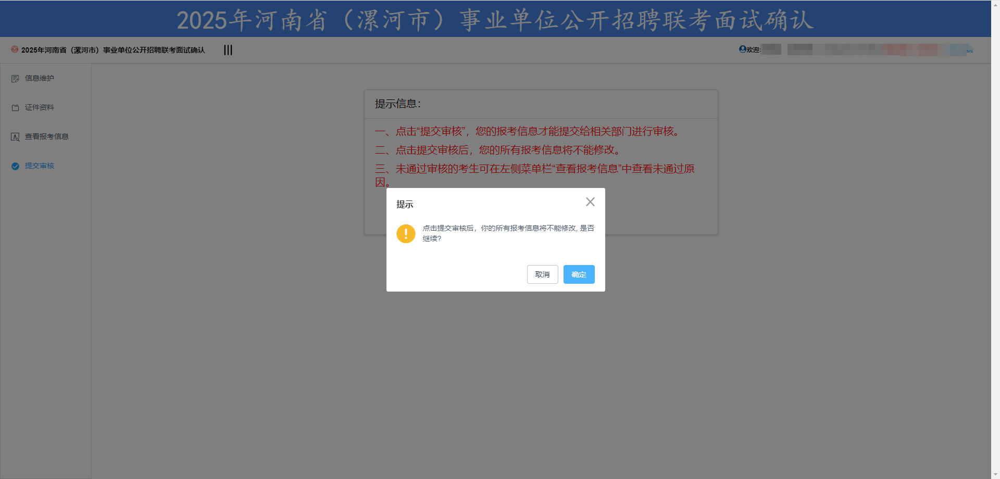 2025年河南省（漯河市）事业单位公开招聘联考面试确认
2025年河南省（漯河市）事业单位公开招聘联考面试确认
欢迎:
信息维护
证件资料
查看报考信息
提交审核
提示信息：
一、点击“提交审核”，您的报考信息才能提交给相关部门进行审核。
二、点击提交审核后，您的所有报考信息将不能修改。
三、未通过审核的考生可在左侧菜单栏“查看报考信息”中查看未通过原
因。
提示
点击提交审核后，你的所有报考信息将不能修改, 是否
继续?
取消
确定